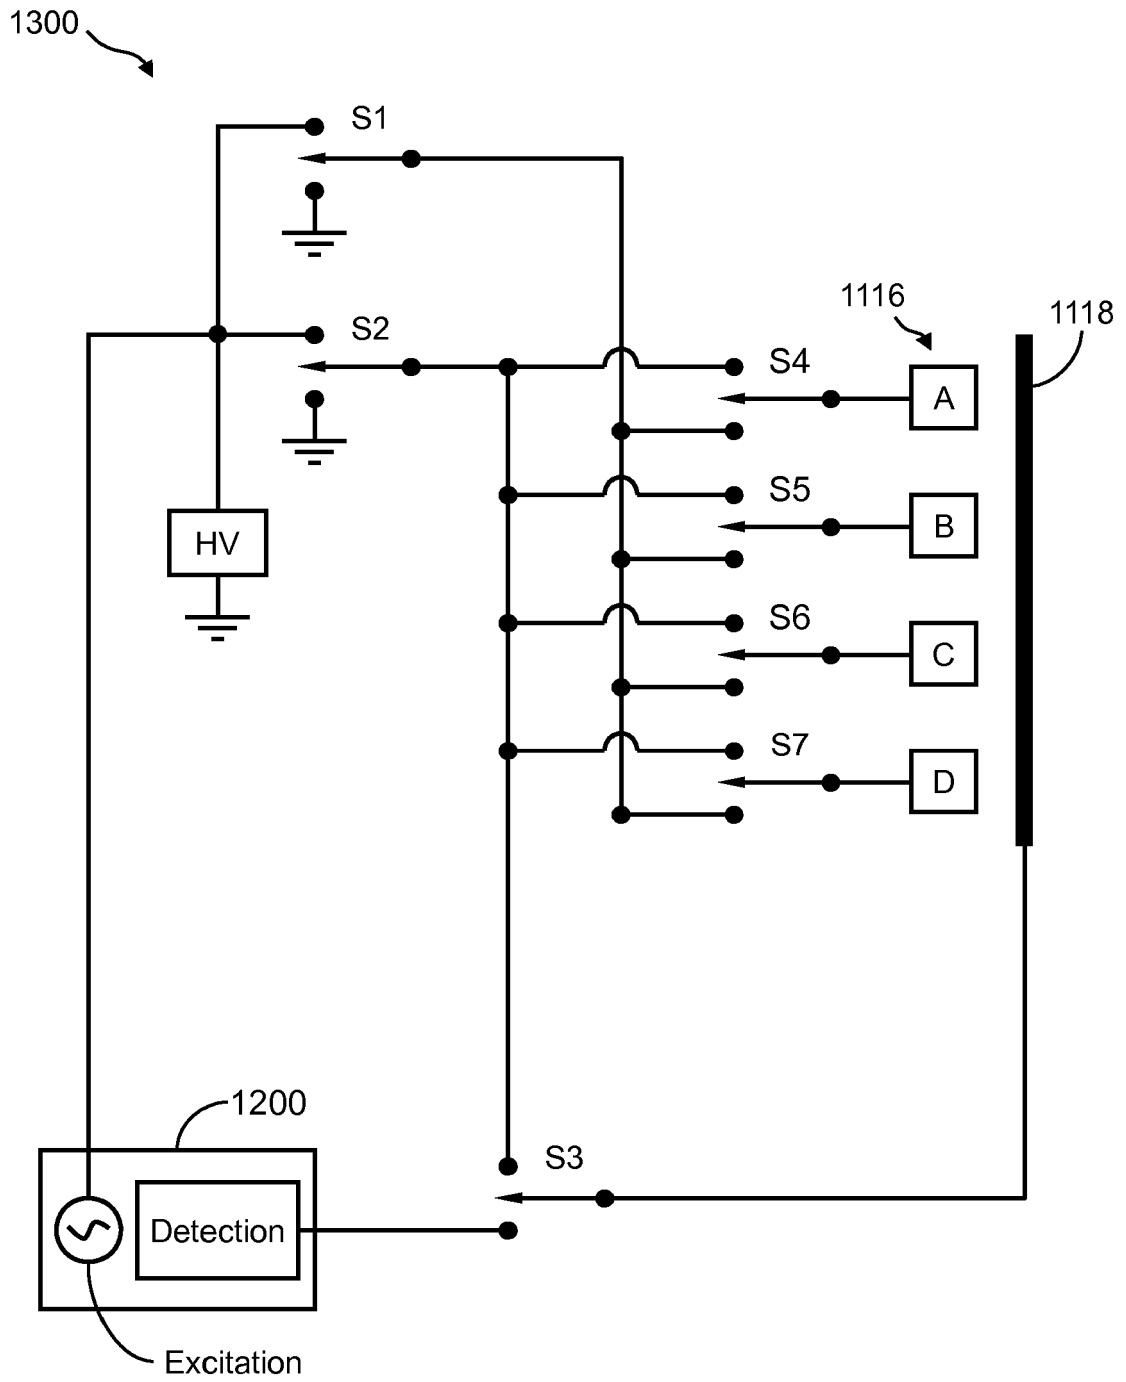 1300
S1
S2
1116
1118
S4
A
S5
B
HV
S6
C
S7
D
1200
S3
Detection
Excitation